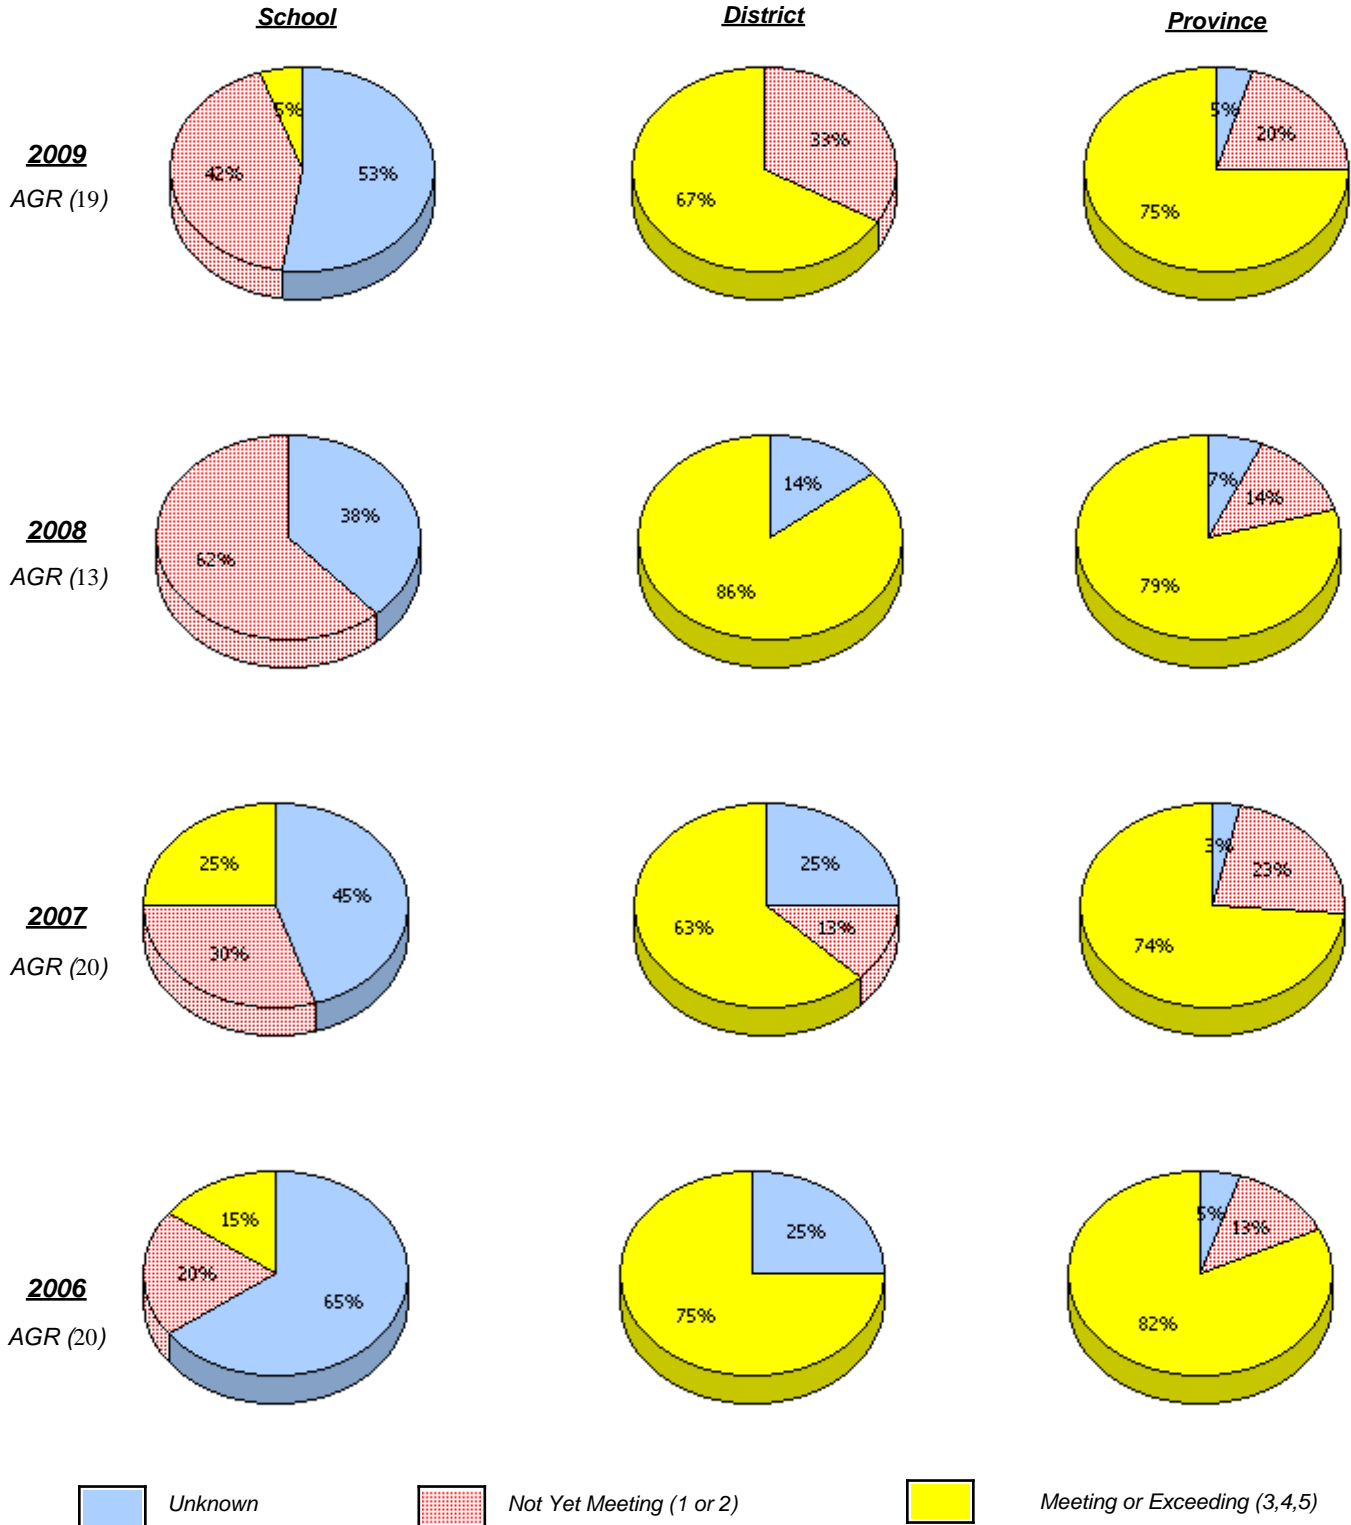 School District Province
2009
AGR (19)
5% 42% 53%
33% 67%
5% 20% 75%
2008
AGR (13)
38% 62%
14% 86%
7% 14% 79%
2007
AGR (20)
25% 45% 30%
25% 63% 13%
3% 23% 74%
2006
AGR (20)
15% 20% 65%
25% 75%
5% 13% 82%
Unknown Not Yet Meeting (1 or 2) Meeting or Exceeding (3,4,5)